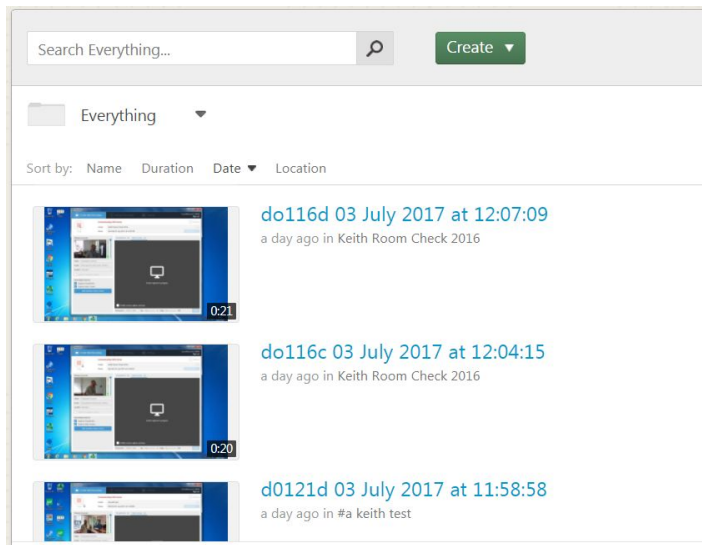 Search Everything...
Create
Everything
Sort by: Name Duration Date Location
do116d 03 July 2017 at 12:07:09
a day ago in Keith Room Check 2016
0:21
do116c 03 July 2017 at 12:04:15
a day ago in Keith Room Check 2016
0:20
d0121d 03 July 2017 at 11:58:58
a day ago in #a keith test